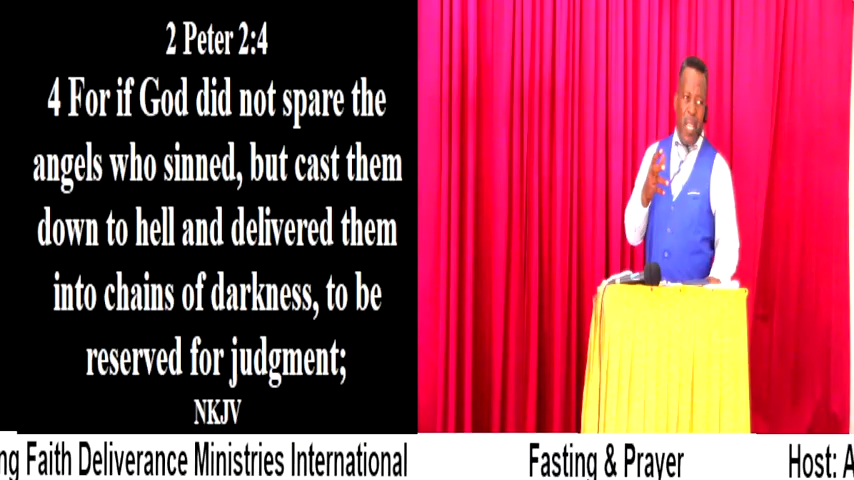 2 Peter 2:4
4 For if God did not spare the
angels who sinned, but cast them
down to hell and delivered them
into chains of darkness, to be
reserved for judgment;
NKJV
Faith Deliverance Ministries International Fasting & Prayer Host: